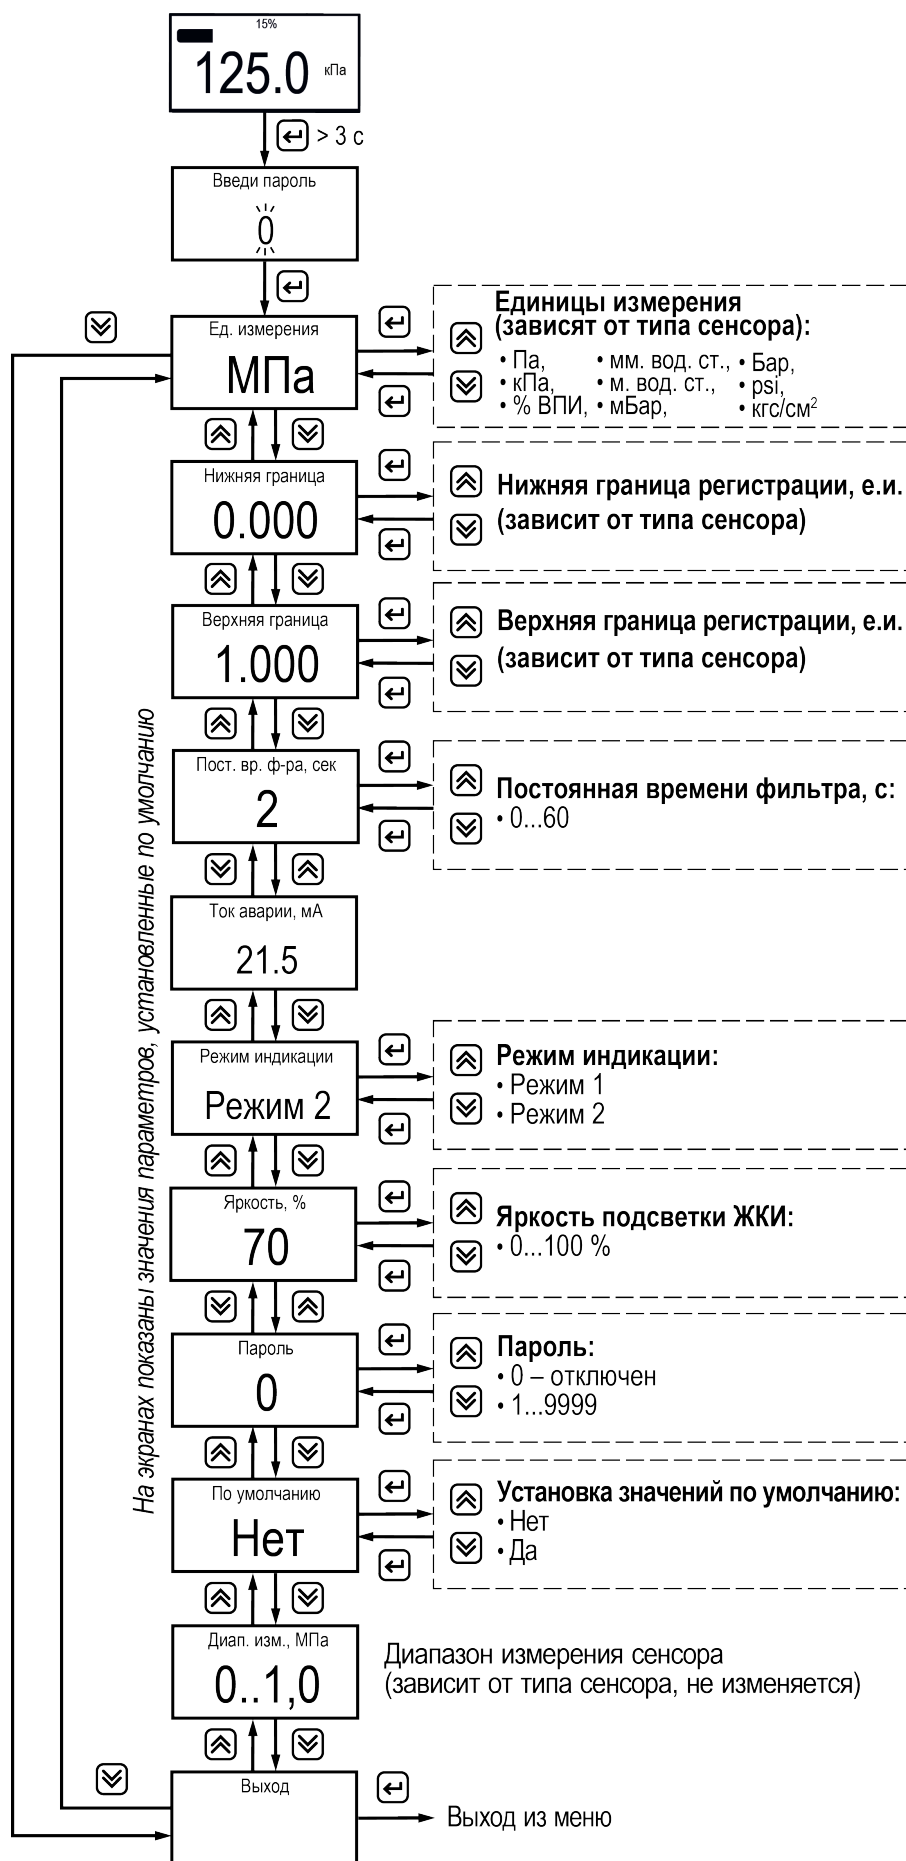 15%
125.0 кПа
> 3 с
Введи пароль
0
Ед. измерения
МПа
Единицы измерения
(зависят от типа сенсора):
• Па, • мм. вод. ст., • Бар,
• кПа, • м. вод. ст., • psi,
• % ВПИ, • мБар, • кгс/см²
Нижняя граница
0.000
Нижняя граница регистрации, е.и.
(зависит от типа сенсора)
Верхняя граница
1.000
Верхняя граница регистрации, е.и.
(зависит от типа сенсора)
На экранах показаны значения параметров, установленные по умолчанию
Пост. вр. ф-ра, сек
2
Постоянная времени фильтра, с:
• 0...60
Ток аварии, мА
21.5
Режим индикации
Режим 2
Режим индикации:
• Режим 1
• Режим 2
Яркость, %
70
Яркость подсветки ЖКИ:
• 0...100 %
Пароль
0
Пароль:
• 0 – отключен
• 1...9999
По умолчанию
Нет
Установка значений по умолчанию:
• Нет
• Да
Диап. изм., МПа
0..1,0
Диапазон измерения сенсора
(зависит от типа сенсора, не изменяется)
Выход
Выход из меню